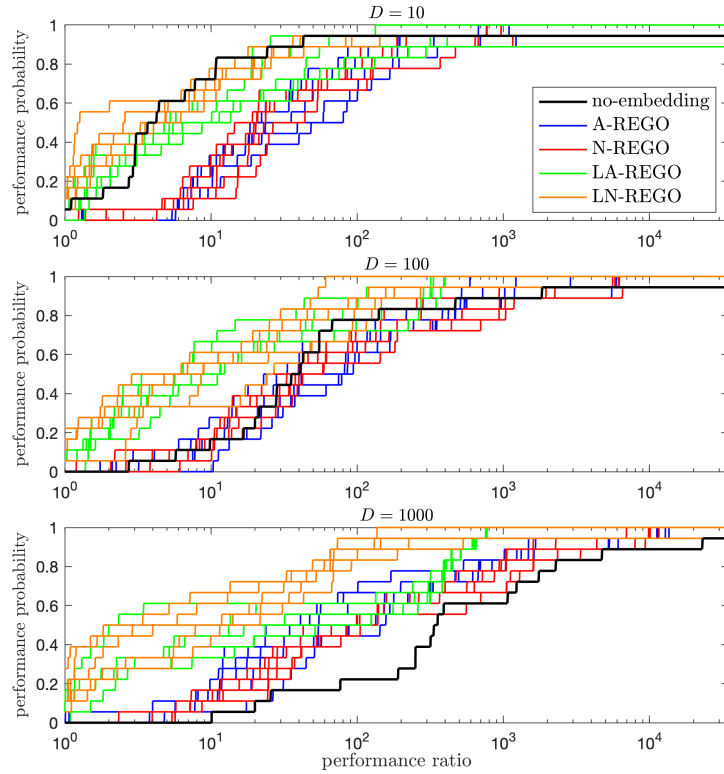 D = 10
performance probability
1
0.8
0.6
0.4
0.2
0
10^0
10^1
10^2
10^3
10^4
no-embedding
A-REGO
N-REGO
LA-REGO
LN-REGO
D = 100
performance probability
1
0.8
0.6
0.4
0.2
0
10^0
10^1
10^2
10^3
10^4
D = 1000
performance probability
1
0.8
0.6
0.4
0.2
0
10^0
10^1
10^2
10^3
10^4
performance ratio